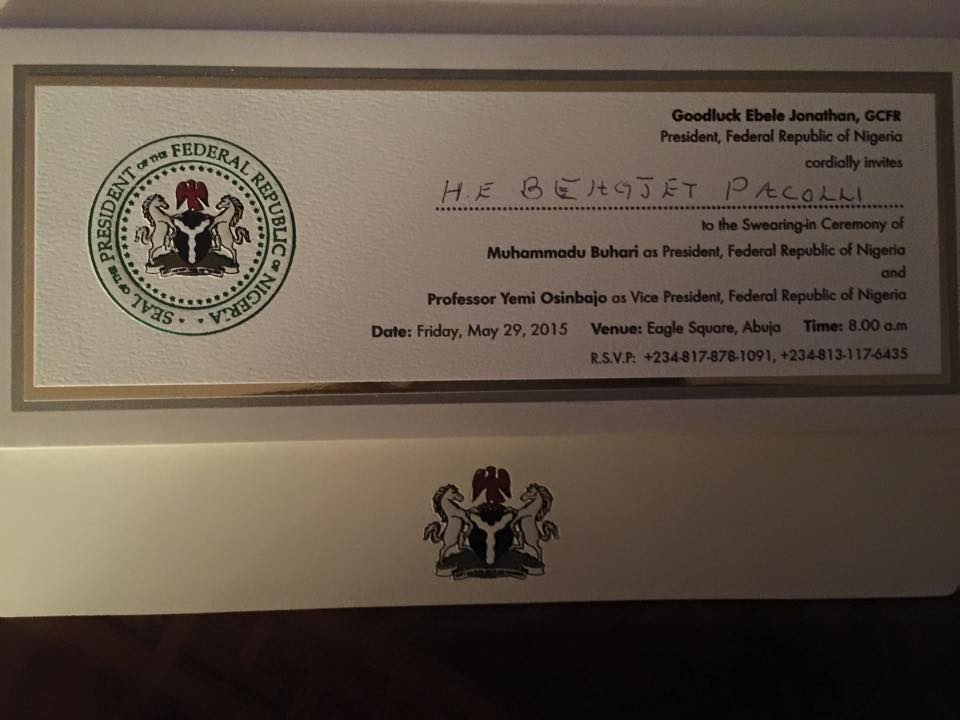 SEAL OF THE PRESIDENT OF THE FEDERAL REPUBLIC OF NIGERIA
Goodluck Ebele Jonathan, GCFR
President, Federal Republic of Nigeria
cordially invites
H.E BEHGJET PACOLLI
to the Swearing-in Ceremony of
Muhammadu Buhari as President, Federal Republic of Nigeria
and
Professor Yemi Osinbajo as Vice President, Federal Republic of Nigeria
Date: Friday, May 29, 2015 Venue: Eagle Square, Abuja Time: 8.00 a.m
R.S.V.P: +234-817-878-1091, +234-813-117-6435